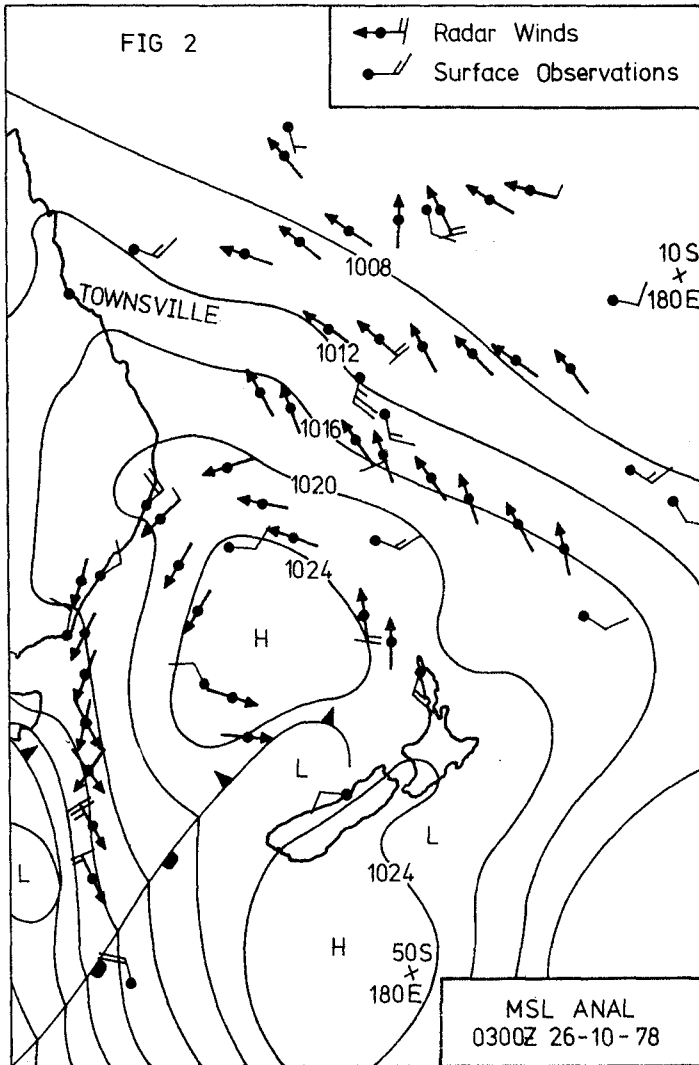 FIG 2
Radar Winds
Surface Observations
1008
10S
180E
TOWNSVILLE
1012
1016
1020
1024
H
L
L
1024
L
H
50S
180E
MSL ANAL
0300Z 26-10-78